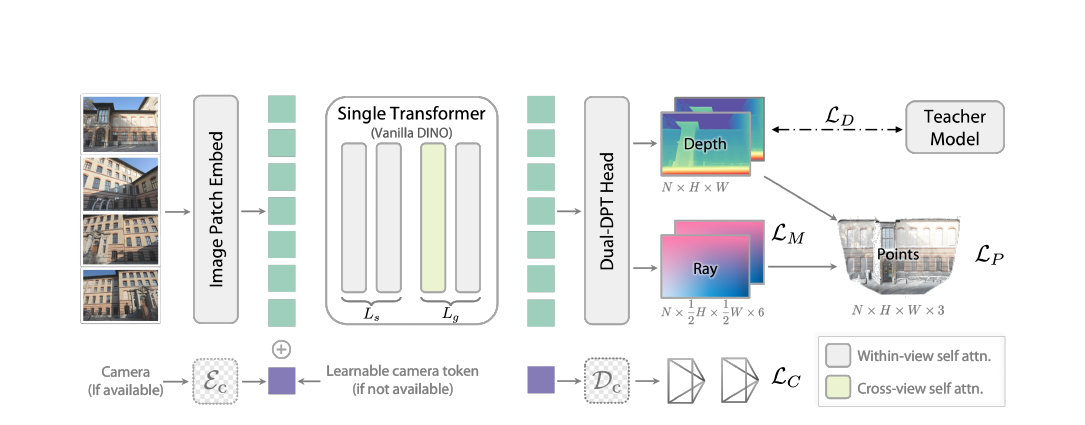 Single Transformer
(Vanilla DINO)
Image Patch Embed
Dual-DPT Head
Depth
N × H × W
ℒ_D
Teacher
Model
Ray
ℒ_M
N × 1/2 H × 1/2 W × 6
Points
ℒ_P
N × H × W × 3
L_s
L_g
Camera
(If available)
ℰ_c
Learnable camera token
(if not available)
𝒟_c
ℒ_C
Within-view self attn.
Cross-view self attn.